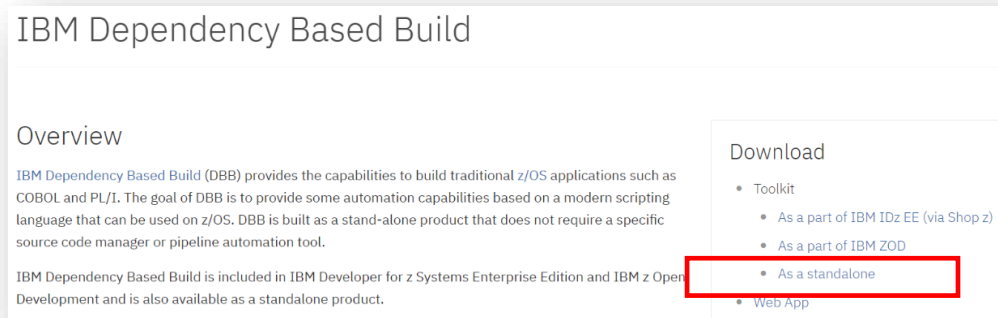 IBM Dependency Based Build
Overview
IBM Dependency Based Build (DBB) provides the capabilities to build traditional z/OS applications such as
COBOL and PL/I. The goal of DBB is to provide some automation capabilities based on a modern scripting
language that can be used on z/OS. DBB is built as a stand-alone product that does not require a specific
source code manager or pipeline automation tool.
IBM Dependency Based Build is included in IBM Developer for z Systems Enterprise Edition and IBM z Open
Development and is also available as a standalone product.
Download
Toolkit
As a part of IBM IDz EE (via Shop z)
As a part of IBM ZOD
As a standalone
Web App